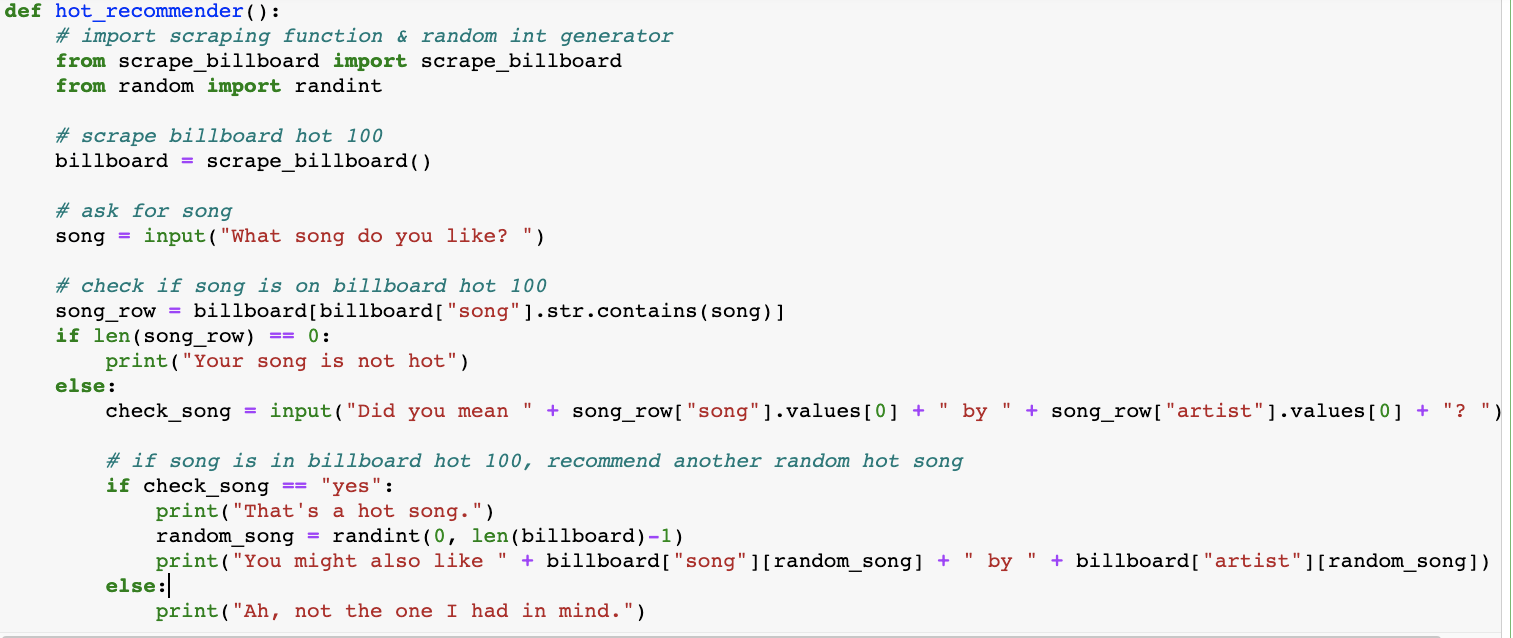 def hot_recommender():
    # import scraping function & random int generator
    from scrape_billboard import scrape_billboard
    from random import randint

    # scrape billboard hot 100
    billboard = scrape_billboard()

    # ask for song
    song = input("What song do you like? ")

    # check if song is on billboard hot 100
    song_row = billboard[billboard["song"].str.contains(song)]
    if len(song_row) == 0:
        print("Your song is not hot")
    else:
        check_song = input("Did you mean " + song_row["song"].values[0] + " by " + song_row["artist"].values[0] + "? ")

        # if song is in billboard hot 100, recommend another random hot song
        if check_song == "yes":
            print("That's a hot song.")
            random_song = randint(0, len(billboard)-1)
            print("You might also like " + billboard["song"][random_song] + " by " + billboard["artist"][random_song])
        else:
            print("Ah, not the one I had in mind.")